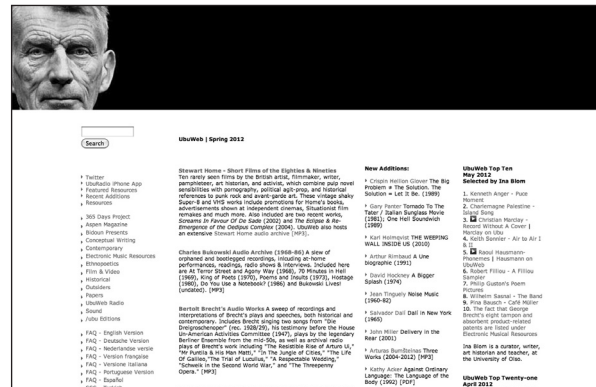 Search
UbuWeb | Spring 2012
Twitter
UbuRadio iPhone App
Featured Resources
Recent Additions
Resources
365 Days Project
Aspen Magazine
Bidoun Presents
Conceptual Writing
Contemporary
Electronic Music Resources
Ethnopoetics
Film & Video
Historical
Outsiders
Papers
UbuWeb Radio
Sound
/ubu Editions
FAQ - English Version
FAQ - Deutsche Version
FAQ - Nederlandse versie
FAQ - Version française
FAQ - Versione italiana
FAQ - Portuguese Version
FAQ - Español
Stewart Home - Short Films of the Eighties & Nineties
Ten rarely seen films by the British artist, filmmaker, writer,
pamphleteer, art historian, and activist, which combine pulp novel
sensibilities with pornography, political agit-prop, and historical
references to punk rock and avant-garde art. These vintage shaky
Super-8 and VHS works include promotions for Home's books,
advertisements shown at independent cinemas, Situationist film
remakes and much more. Also included are two recent works,
Screams In Favour Of De Sade (2002) and The Eclipse & Re-
Emergence of the Oedipus Complex (2004). UbuWeb also hosts
an extensive Stewart Home audio archive [MP3].
Charles Bukowski Audio Archive (1968-86) A slew of
orphaned and bootlegged recordings, including at-home
performances, readings, radio shows & interviews. Included here
are At Terror Street and Agony Way (1968), 70 Minutes in Hell
(1969), King of Poets (1970), Poems and Insults (1973), Hostage
(1980), Do You Use a Notebook? (1986) and Bukowski Lives!
(undated). [MP3]
Bertolt Brecht's Audio Works A sweep of recordings and
interpretations of Brecht's plays and speeches, both historical and
contemporary. Includes Brecht singing two songs from "Die
Dreigroschenoper" (rec. 1928/29), his testimony before the House
Un-American Activities Committee (1947), plays by the legendary
Berliner Ensemble from the mid-50s, as well as archival radio
plays of Brecht's work including "The Resistible Rise of Arturo Ui,"
"Mr Puntila & His Man Matti," "In the Jungle of Cities," "The Life
Of Galileo,"The Trial of Lucullus," "A Respectable Wedding,"
"Schweik in the Second World War," and "The Threepenny
Opera." [MP3]
New Additions:
Crispin Hellion Glover The Big
Problem ≠ The Solution. The
Solution = Let It Be. (1989)
Gary Panter Tornado To The
Tater / Italian Sunglass Movie
(1981); One Hell Soundwich
(1989)
Karl Holmqvist THE WEEPING
WALL INSIDE US (2010)
Arthur Rimbaud A Une
biographie (1991)
David Hockney A Bigger
Splash (1974)
Jean Tinguely Noise Music
(1960-82)
Salvador Dali Dali in New York
(1965)
John Miller Delivery in the
Rear (2001)
Arturas BumŠteinas Three
Works (2004-2012) [MP3]
Kathy Acker Against Ordinary
Language: The Language of the
Body (1992) [PDF]
UbuWeb Top Ten
May 2012
Selected by Ina Blom
1. Kenneth Anger - Puce
Moment
2. Charlemagne Palestine -
Island Song
3. Christian Marclay -
Record Without A Cover |
Marclay on Ubu
4. Keith Sonnier - Air to Air I
& II
5. Raoul Hausmann-
Phonemes | Hausmann on
UbuWeb
6. Robert Filliou - A Filliou
Sampler
7. Philip Guston's Poem
Pictures
8. Wilhelm Sasnal - The Band
9. Pina Bausch - Café Müller
10. The fact that George
Brecht's eight tampon and
absorbent product-related
patents are listed under
Electronic Musical Resources
Ina Blom is a curator, writer,
art historian and teacher, at
the University of Oslo.
UbuWeb Top Twenty-one
April 2012